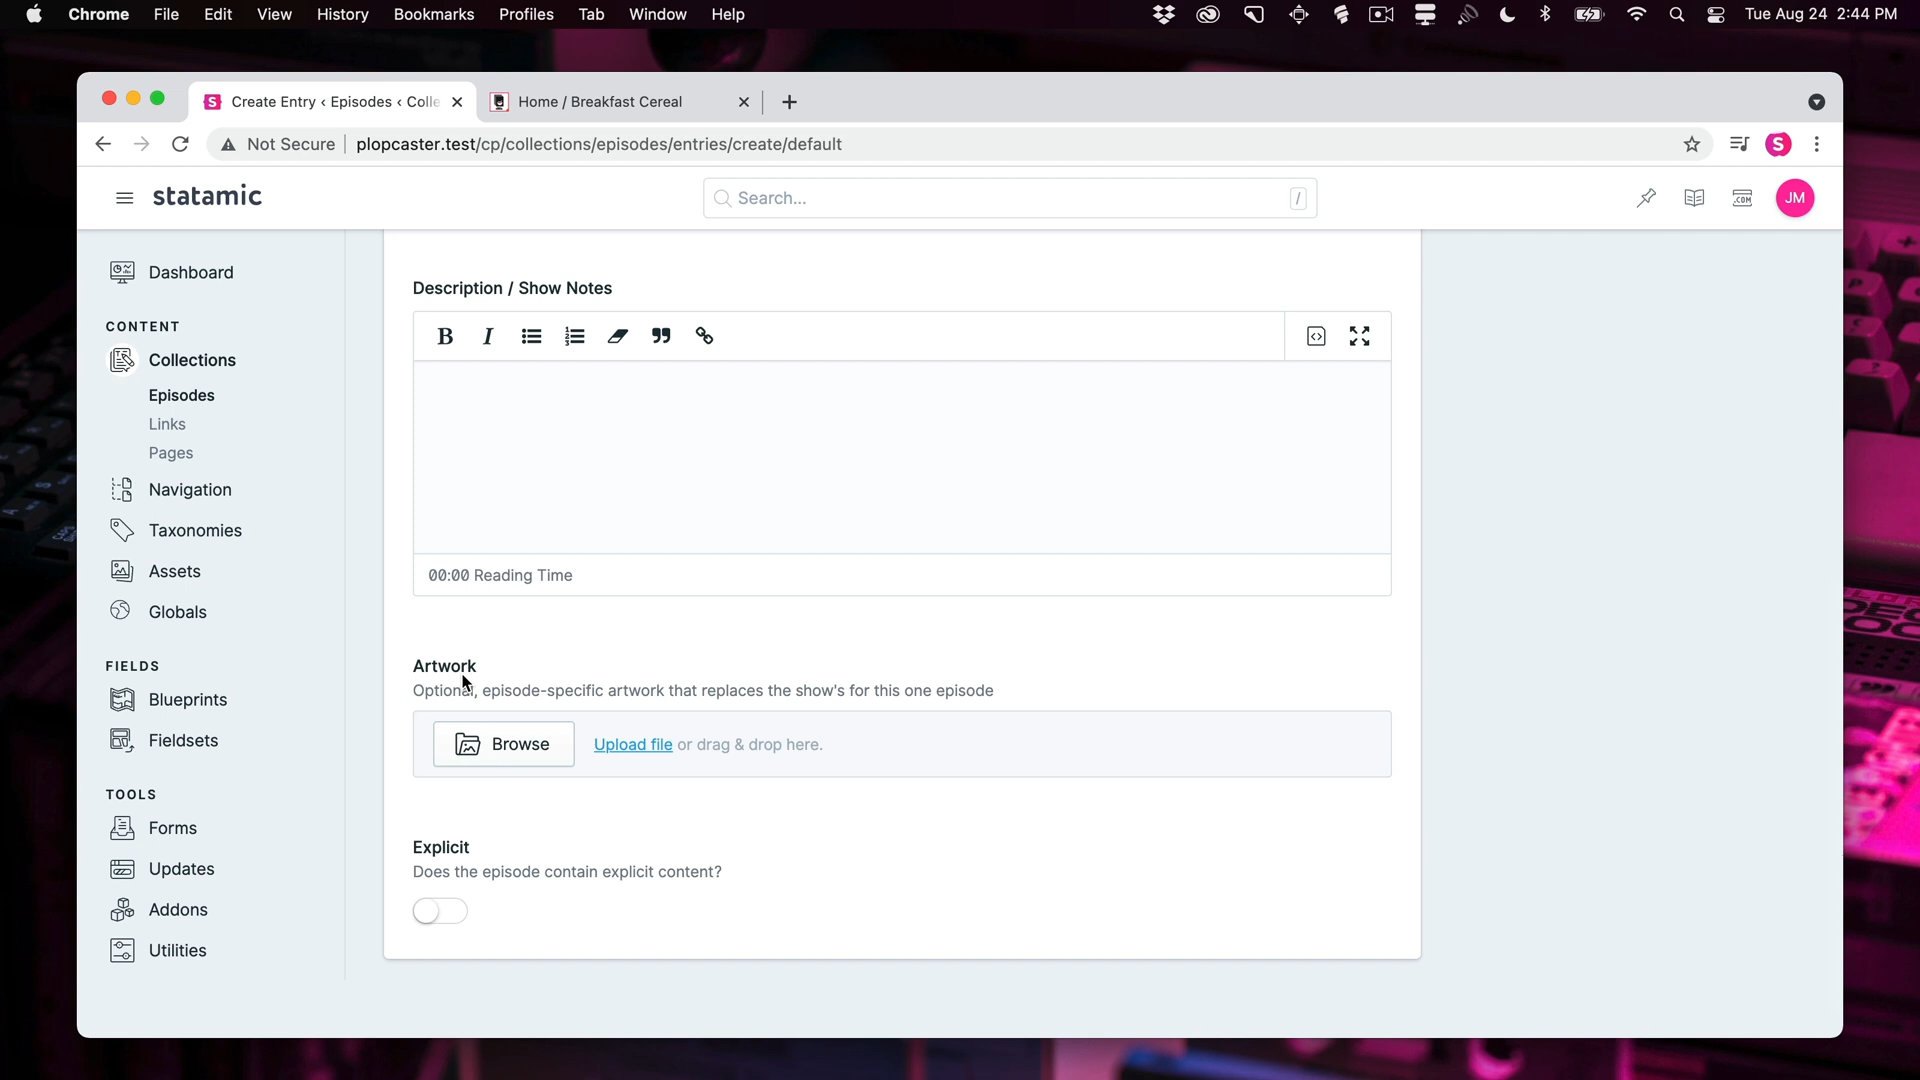 Chrome File Edit View History Bookmarks Profiles Tab Window Help Tue Aug 24 2:44 PM
Create Entry ‹ Episodes ‹ Colle
Home / Breakfast Cereal
Not Secure plopcaster.test/cp/collections/episodes/entries/create/default
S
statamic
Search...
/
.COM
JM
Dashboard
CONTENT
Collections
Episodes
Links
Pages
Navigation
Taxonomies
Assets
Globals
FIELDS
Blueprints
Fieldsets
TOOLS
Forms
Updates
Addons
Utilities
Description / Show Notes
B I
00:00 Reading Time
Artwork
Optional, episode-specific artwork that replaces the show's for this one episode
Browse
Upload file or drag & drop here.
Explicit
Does the episode contain explicit content?